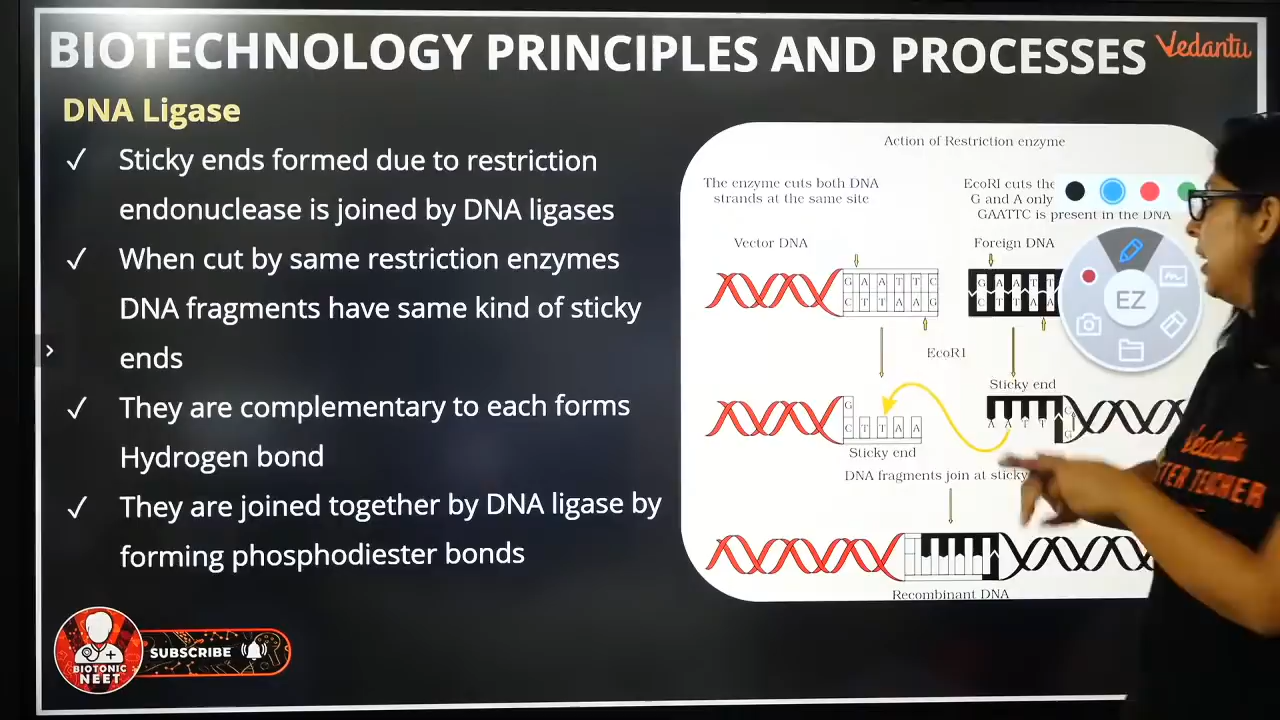 BIOTECHNOLOGY PRINCIPLES AND PROCESSES
Vedantu
DNA Ligase
✓ Sticky ends formed due to restriction
endonuclease is joined by DNA ligases
✓ When cut by same restriction enzymes
DNA fragments have same kind of sticky
ends
✓ They are complementary to each forms
Hydrogen bond
✓ They are joined together by DNA ligase by
forming phosphodiester bonds
Action of Restriction enzyme
The enzyme cuts both DNA
strands at the same site
EcoRI cuts the
G and A only
GAATTC is present in the DNA
Vector DNA
Foreign DNA
G A A T T C
C T T A A G
G A A T T
C T T A A
EZ
EcoR1
Sticky end
G
C T T A A
A A T T
C
G
Sticky end
DNA fragments join at sticky
Recombinant DNA
Vedantu
TER TEACHER
BIOTONIC
NEET
SUBSCRIBE